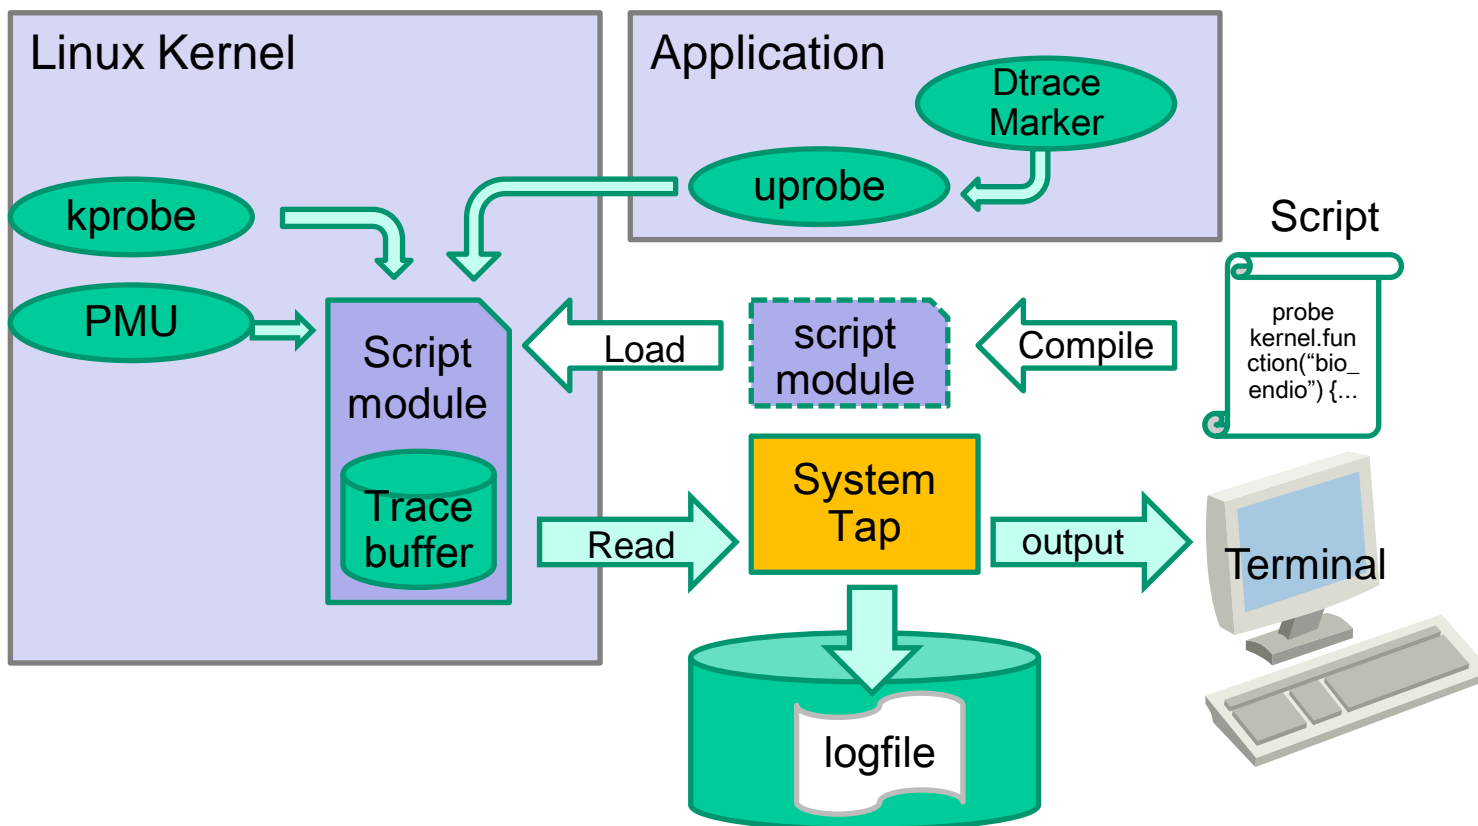 Linux Kernel
Application
Dtrace
Marker
uprobe
kprobe
PMU
Script
probe
kernel.fun
ction(“bio_
endio”) {...
Script
module
Load
script
module
Compile
Trace
buffer
Read
System
Tap
output
Terminal
logfile